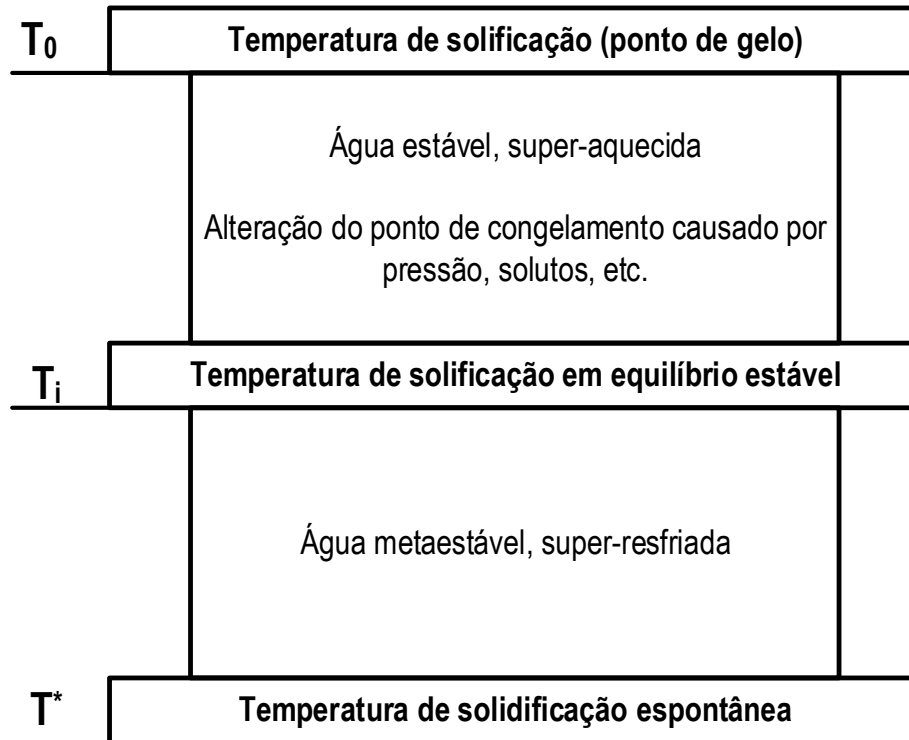 T0 Temperatura de solificação (ponto de gelo)
Água estável, super-aquecida
Alteração do ponto de congelamento causado por
pressão, solutos, etc.
Ti Temperatura de solificação em equilíbrio estável
Água metaestável, super-resfriada
T* Temperatura de solidificação espontânea